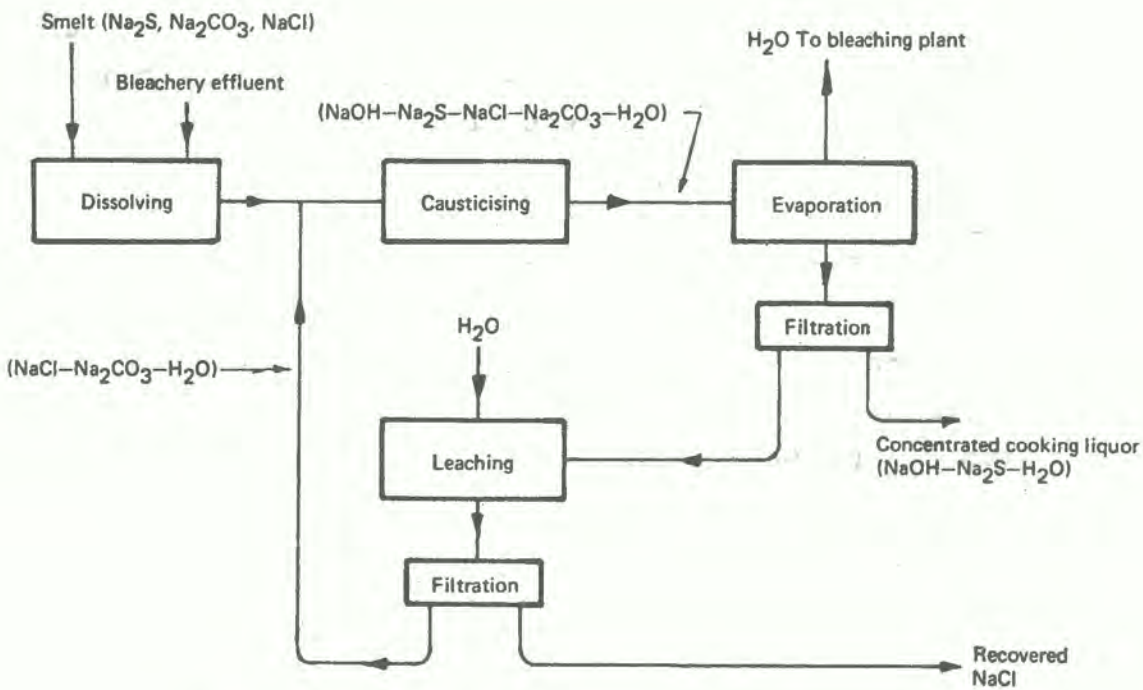 Smelt (Na₂S, Na₂CO₃, NaCl)
Bleachery effluent
H₂O To bleaching plant
(NaOH–Na₂S–NaCl–Na₂CO₃–H₂O)
Dissolving
Causticising
Evaporation
Filtration
H₂O
(NaCl–Na₂CO₃–H₂O)
Leaching
Concentrated cooking liquor
(NaOH–Na₂S–H₂O)
Filtration
Recovered
NaCl